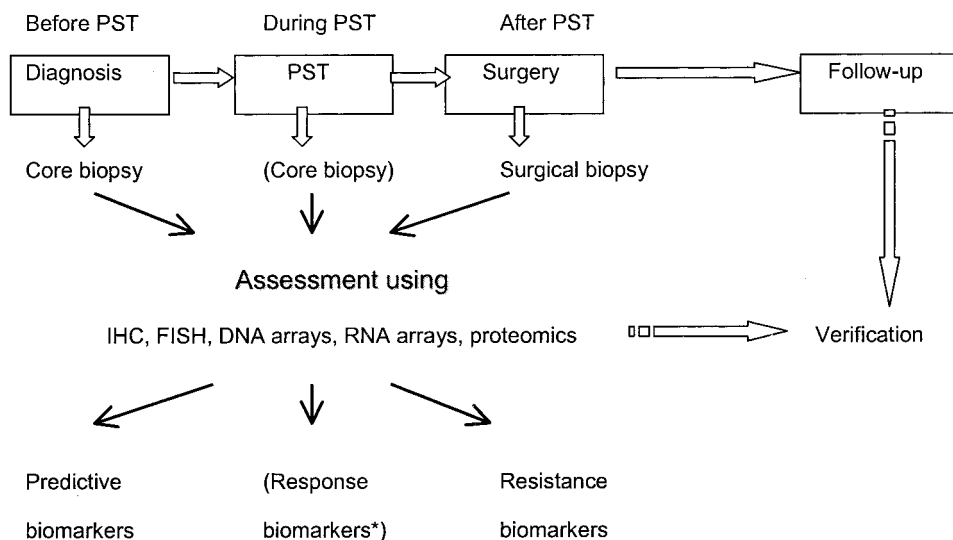 Before PST During PST After PST
Diagnosis PST Surgery Follow-up
Core biopsy (Core biopsy) Surgical biopsy
Assessment using
IHC, FISH, DNA arrays, RNA arrays, proteomics Verification
Predictive (Response Resistance
biomarkers biomarkers*) biomarkers